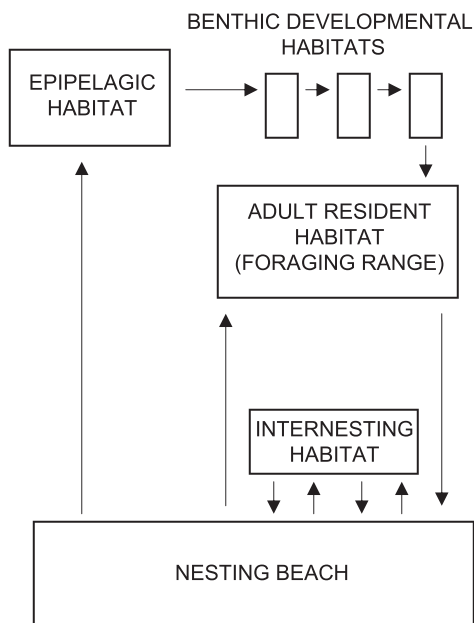 BENTHIC DEVELOPMENTAL
HABITATS
EPIPELAGIC
HABITAT
ADULT RESIDENT
HABITAT
(FORAGING RANGE)
INTERNESTING
HABITAT
NESTING BEACH